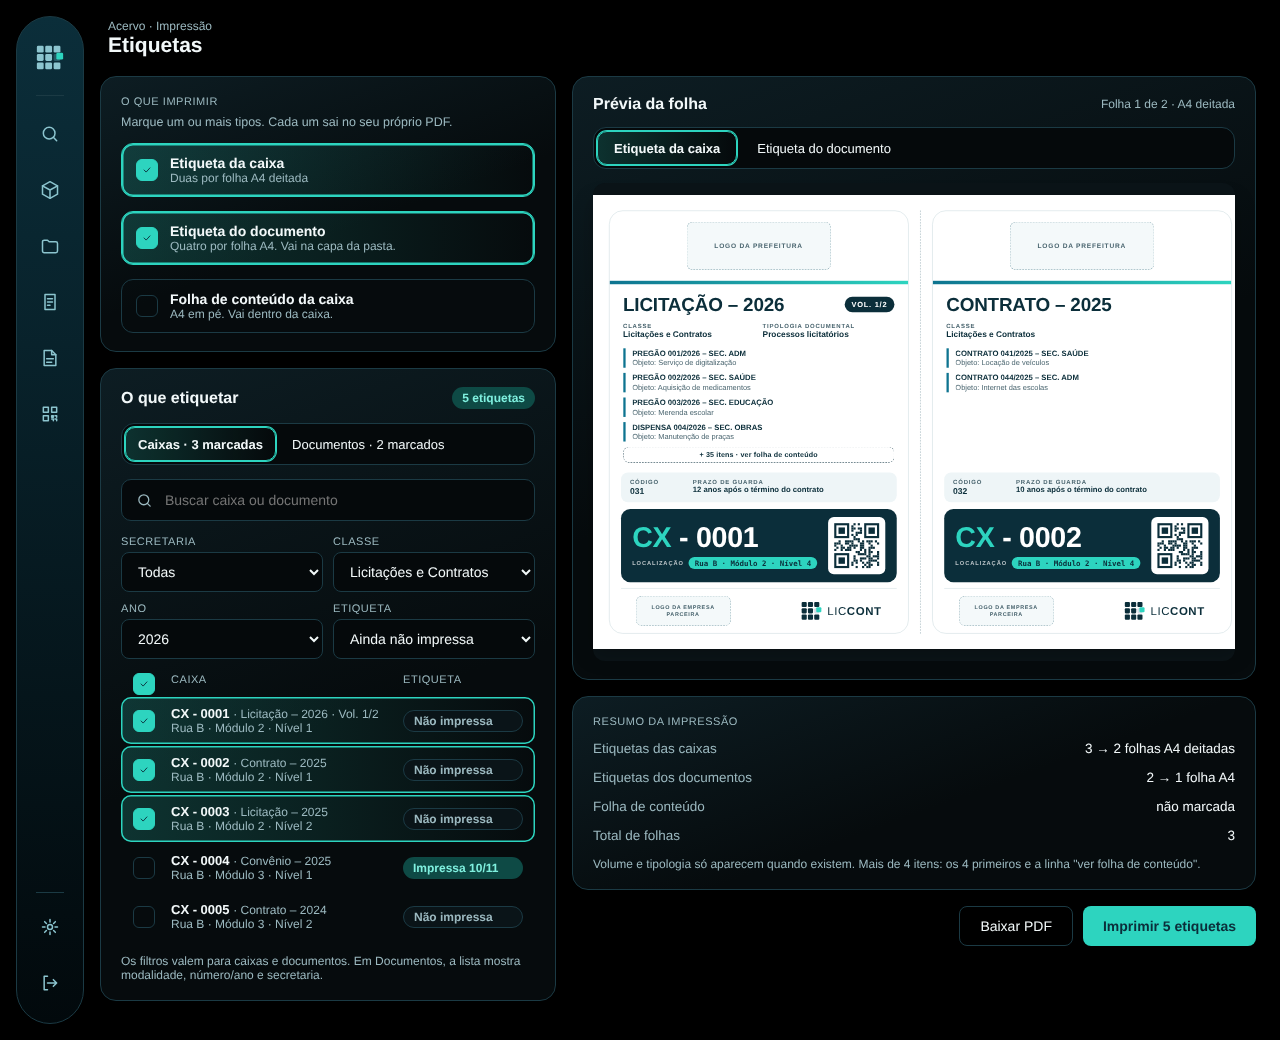 Acervo · Impressão
Etiquetas
O QUE IMPRIMIR
Marque um ou mais tipos. Cada um sai no seu próprio PDF.
Etiqueta da caixa
Duas por folha A4 deitada
Etiqueta do documento
Quatro por folha A4. Vai na capa da pasta.
Folha de conteúdo da caixa
A4 em pé. Vai dentro da caixa.
O que etiquetar
5 etiquetas
Caixas · 3 marcadas
Documentos · 2 marcados
Buscar caixa ou documento
SECRETARIA
CLASSE
Todas
Licitações e Contratos
ANO
ETIQUETA
2026
Ainda não impressa
CAIXA
ETIQUETA
CX - 0001 · Licitação – 2026 · Vol. 1/2
Rua B · Módulo 2 · Nível 1
Não impressa
CX - 0002 · Contrato – 2025
Rua B · Módulo 2 · Nível 1
Não impressa
CX - 0003 · Licitação – 2025
Rua B · Módulo 2 · Nível 2
Não impressa
CX - 0004 · Convênio – 2025
Rua B · Módulo 3 · Nível 1
Impressa 10/11
CX - 0005 · Contrato – 2024
Rua B · Módulo 3 · Nível 2
Não impressa
Os filtros valem para caixas e documentos. Em Documentos, a lista mostra
modalidade, número/ano e secretaria.
Prévia da folha
Folha 1 de 2 · A4 deitada
Etiqueta da caixa
Etiqueta do documento
LOGO DA PREFEITURA
LICITAÇÃO – 2026
VOL. 1/2
CLASSE
TIPOLOGIA DOCUMENTAL
Licitações e Contratos
Processos licitatórios
PREGÃO 001/2026 – SEC. ADM
Objeto: Serviço de digitalização
PREGÃO 002/2026 – SEC. SAÚDE
Objeto: Aquisição de medicamentos
PREGÃO 003/2026 – SEC. EDUCAÇÃO
Objeto: Merenda escolar
DISPENSA 004/2026 – SEC. OBRAS
Objeto: Manutenção de praças
+ 35 itens · ver folha de conteúdo
CÓDIGO
PRAZO DE GUARDA
031
12 anos após o término do contrato
CX - 0001
LOCALIZAÇÃO
Rua B · Módulo 2 · Nível 4
LOGO DA EMPRESA
PARCEIRA
LICCONT
LOGO DA PREFEITURA
CONTRATO – 2025
CLASSE
Licitações e Contratos
CONTRATO 041/2025 – SEC. SAÚDE
Objeto: Locação de veículos
CONTRATO 044/2025 – SEC. ADM
Objeto: Internet das escolas
CÓDIGO
PRAZO DE GUARDA
032
10 anos após o término do contrato
CX - 0002
LOCALIZAÇÃO
Rua B · Módulo 2 · Nível 4
LOGO DA EMPRESA
PARCEIRA
LICCONT
RESUMO DA IMPRESSÃO
Etiquetas das caixas
3 → 2 folhas A4 deitadas
Etiquetas dos documentos
2 → 1 folha A4
Folha de conteúdo
não marcada
Total de folhas
3
Volume e tipologia só aparecem quando existem. Mais de 4 itens: os 4 primeiros e a linha "ver folha de conteúdo".
Baixar PDF
Imprimir 5 etiquetas